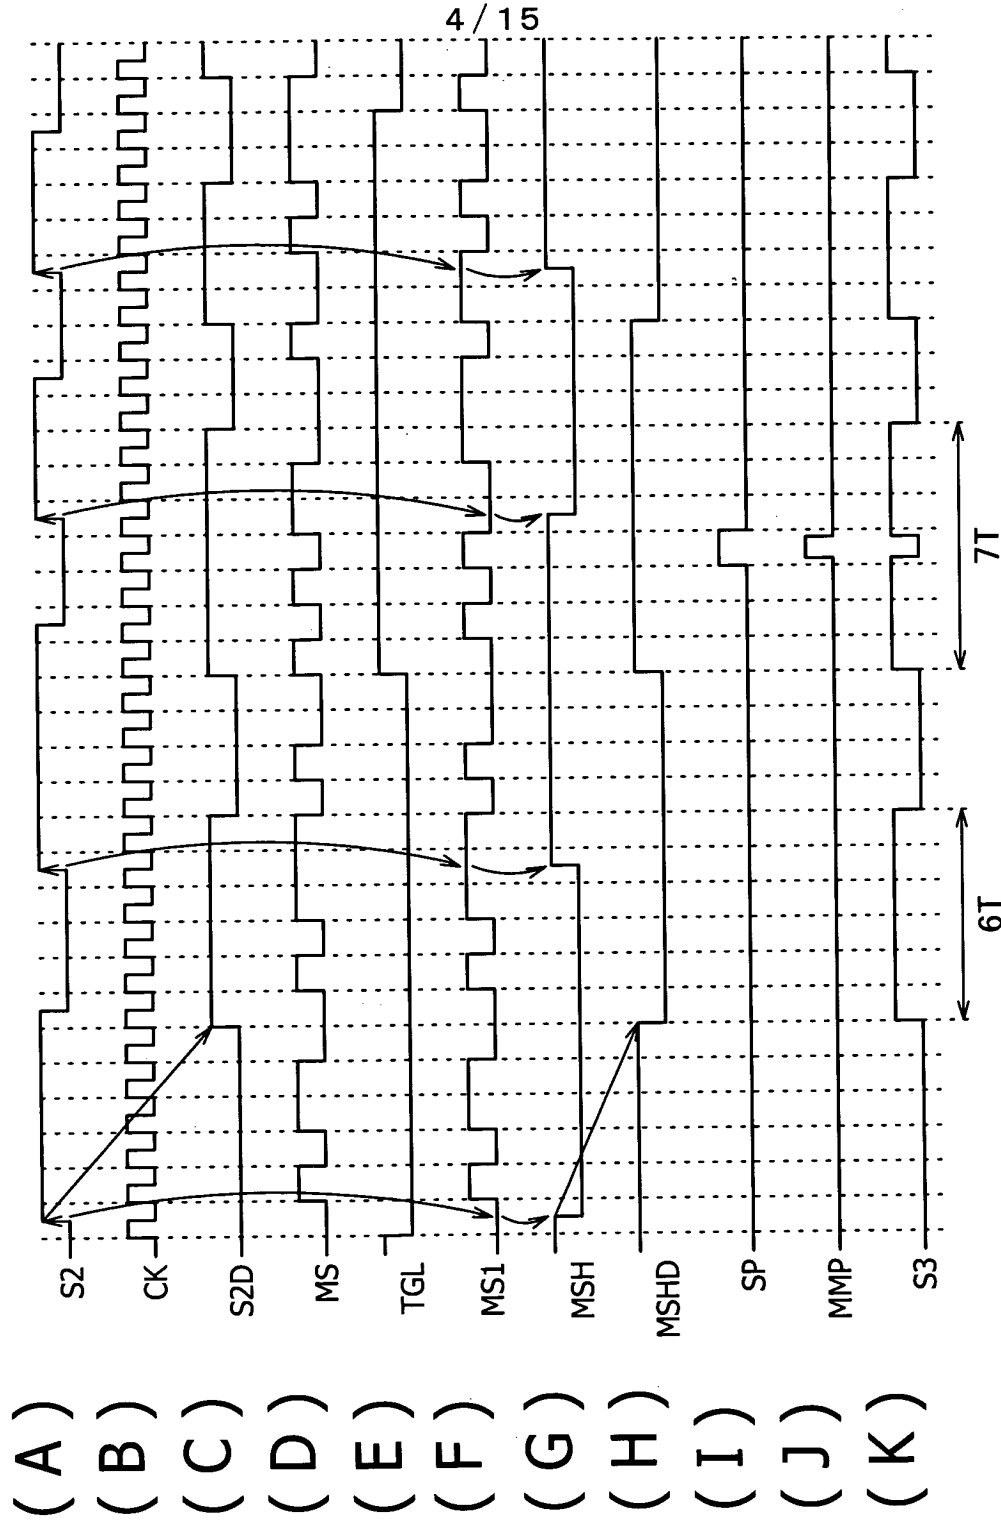 4/15
(A) S2
(B) CK
(C) S2D
(D) MS
(E) TGL
(F) MS1
(G) MSH
(H) MSHD
(I) SP
(J) MMP
(K) S3
6T
7T